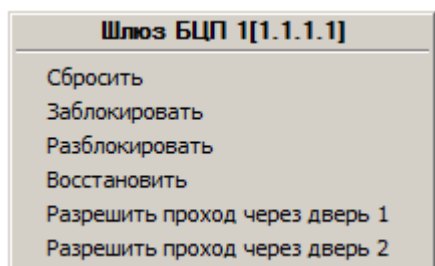 Шлюз БЦП 1[1.1.1.1]
Сбросить
Заблокировать
Разблокировать
Восстановить
Разрешить проход через дверь 1
Разрешить проход через дверь 2